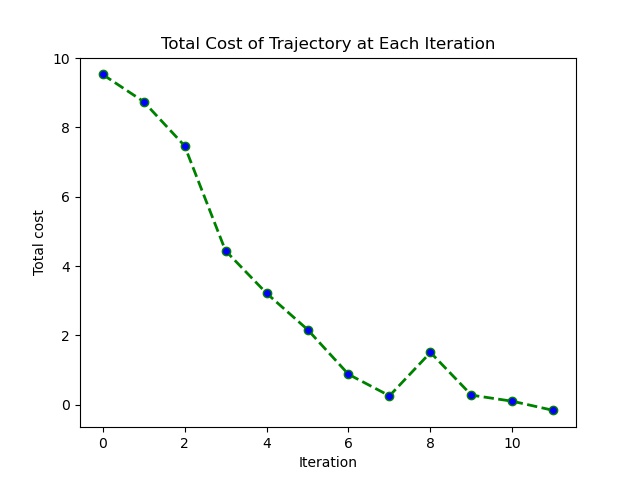 Total Cost of Trajectory at Each Iteration
10
8
6
4
2
0
Total cost
0 2 4 6 8 10
Iteration